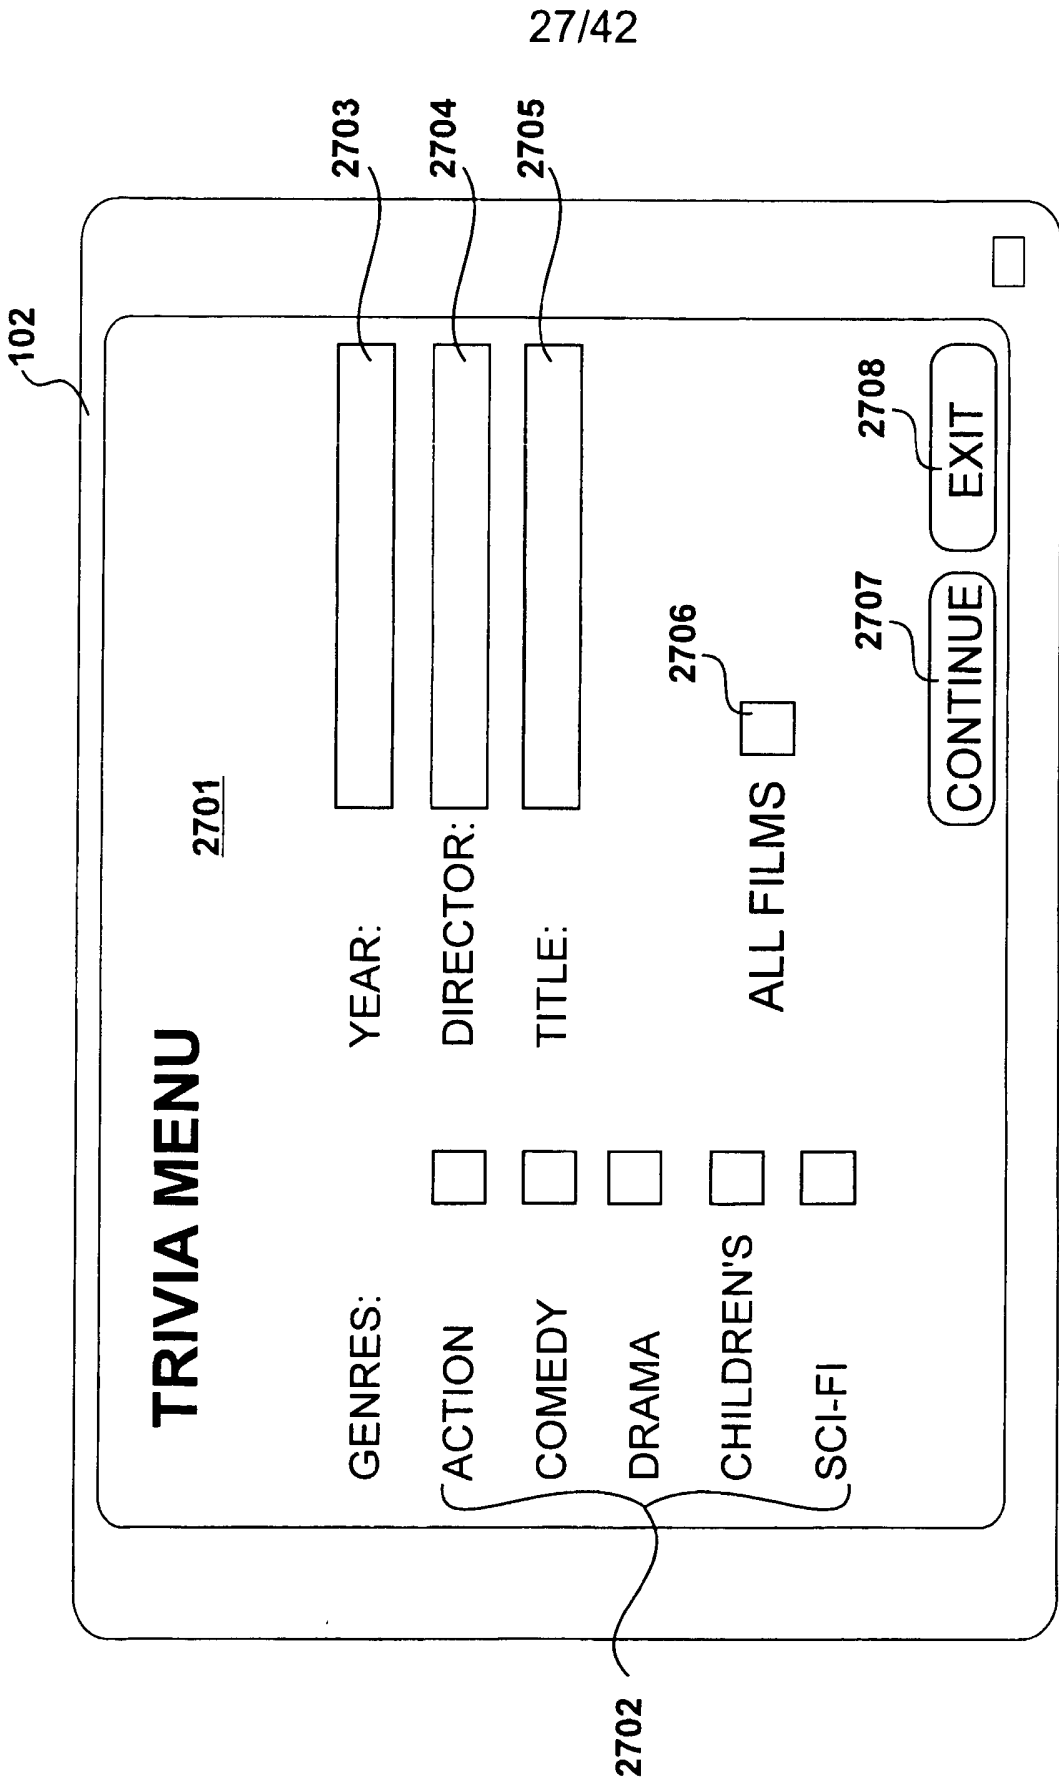 27/42
102
TRIVIA MENU
2701
GENRES:
ACTION
COMEDY
DRAMA
CHILDREN'S
SCI-FI
2702
YEAR:
2703
DIRECTOR:
2704
TITLE:
2705
ALL FILMS
2706
CONTINUE
2707
EXIT
2708